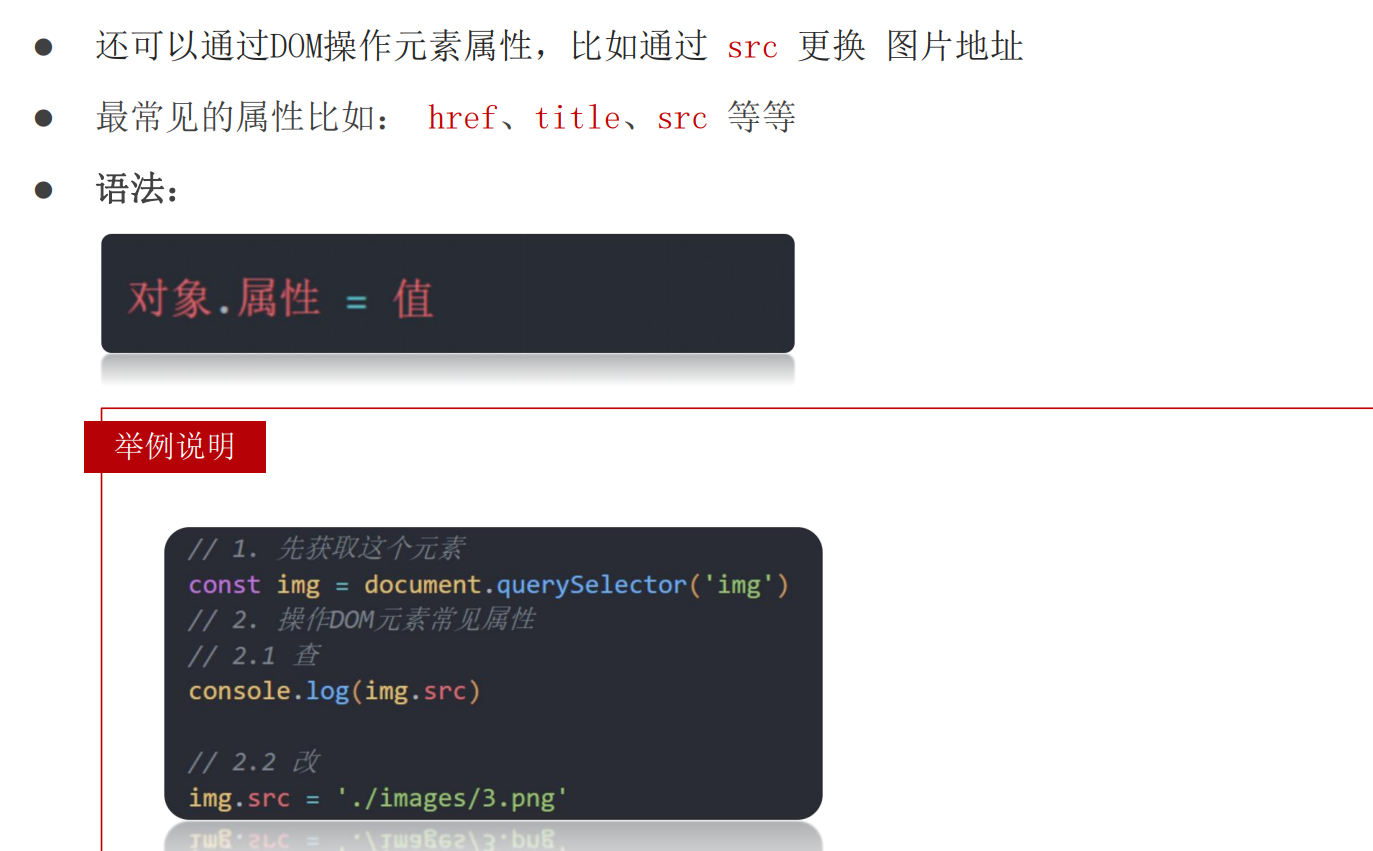 还可以通过DOM操作元素属性，比如通过 src 更换 图片地址
最常见的属性比如： href、title、src 等等
语法：
对象.属性 = 值
举例说明
// 1. 先获取这个元素
const img = document.querySelector('img')
// 2. 操作DOM元素常见属性
// 2.1 查
console.log(img.src)
// 2.2 改
img.src = './images/3.png'